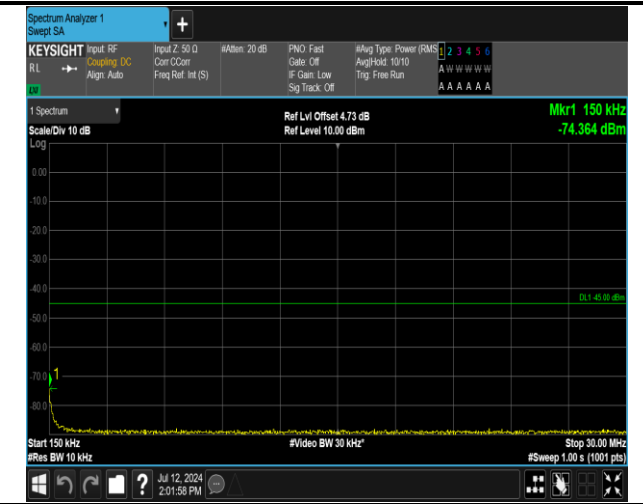 Spectrum Analyzer 1
Swept SA
+
KEYSIGHT Input: RF Input Z: 50 Ω #Atten: 20 dB PNO: Fast #Avg Type: Power (RMS 1 2 3 4 5 6
RL Coupling: DC Corr CCorr Gate: Off Avg|Hold: 10/10 A W W W W W
Align: Auto Freq Ref: Int (S) IF Gain: Low Trig: Free Run
Sig Track: Off A A A A A A
1 Spectrum Ref Lvl Offset 4.73 dB Mkr1 150 kHz
Scale/Div 10 dB Ref Level 10.00 dBm -74.364 dBm
Log
0.00
-10.0
-20.0
-30.0
-40.0
DL1 -45.00 dBm
-50.0
-60.0
-70.0
1
-80.0
Start 150 kHz #Video BW 30 kHz* Stop 30.00 MHz
#Res BW 10 kHz #Sweep 1.00 s (1001 pts)
? Jul 12, 2024
2:01:58 PM